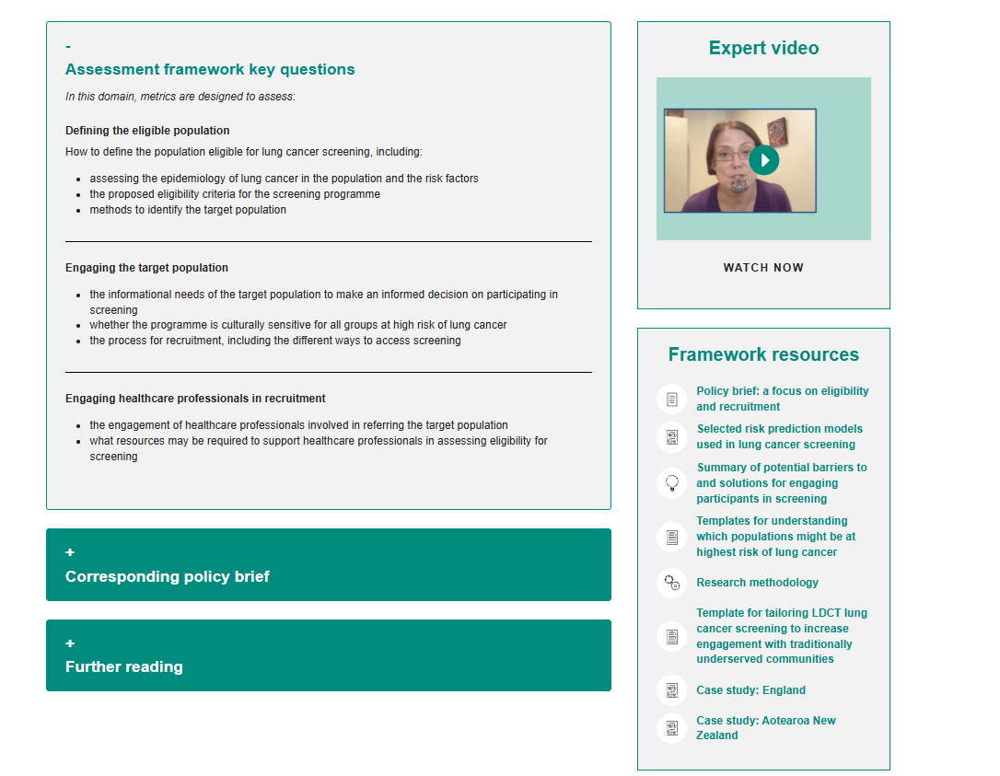 -
Assessment framework key questions
In this domain, metrics are designed to assess:
Defining the eligible population
How to define the population eligible for lung cancer screening, including:
• assessing the epidemiology of lung cancer in the population and the risk factors
• the proposed eligibility criteria for the screening programme
• methods to identify the target population
Engaging the target population
• the informational needs of the target population to make an informed decision on participating in
screening
• whether the programme is culturally sensitive for all groups at high risk of lung cancer
• the process for recruitment, including the different ways to access screening
Engaging healthcare professionals in recruitment
• the engagement of healthcare professionals involved in referring the target population
• what resources may be required to support healthcare professionals in assessing eligibility for
screening
+
Corresponding policy brief
+
Further reading
Expert video
WATCH NOW
Framework resources
Policy brief: a focus on eligibility
and recruitment
Selected risk prediction models
used in lung cancer screening
Summary of potential barriers to
and solutions for engaging
participants in screening
Templates for understanding
which populations might be at
highest risk of lung cancer
Research methodology
Template for tailoring LDCT lung
cancer screening to increase
engagement with traditionally
underserved communities
Case study: England
Case study: Aotearoa New
Zealand